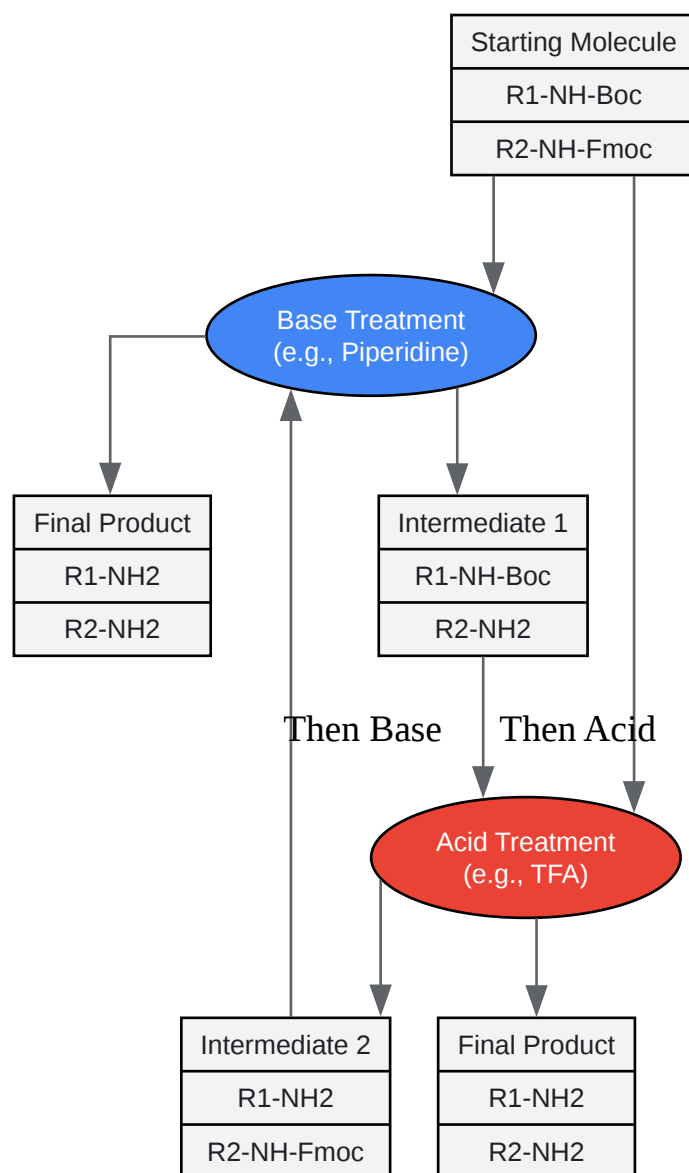 Starting Molecule
R1-NH-Boc
R2-NH-Fmoc
Base Treatment
(e.g., Piperidine)
Final Product
R1-NH2
R2-NH2
Intermediate 1
R1-NH-Boc
R2-NH2
Then Base
Then Acid
Acid Treatment
(e.g., TFA)
Intermediate 2
R1-NH2
R2-NH-Fmoc
Final Product
R1-NH2
R2-NH2